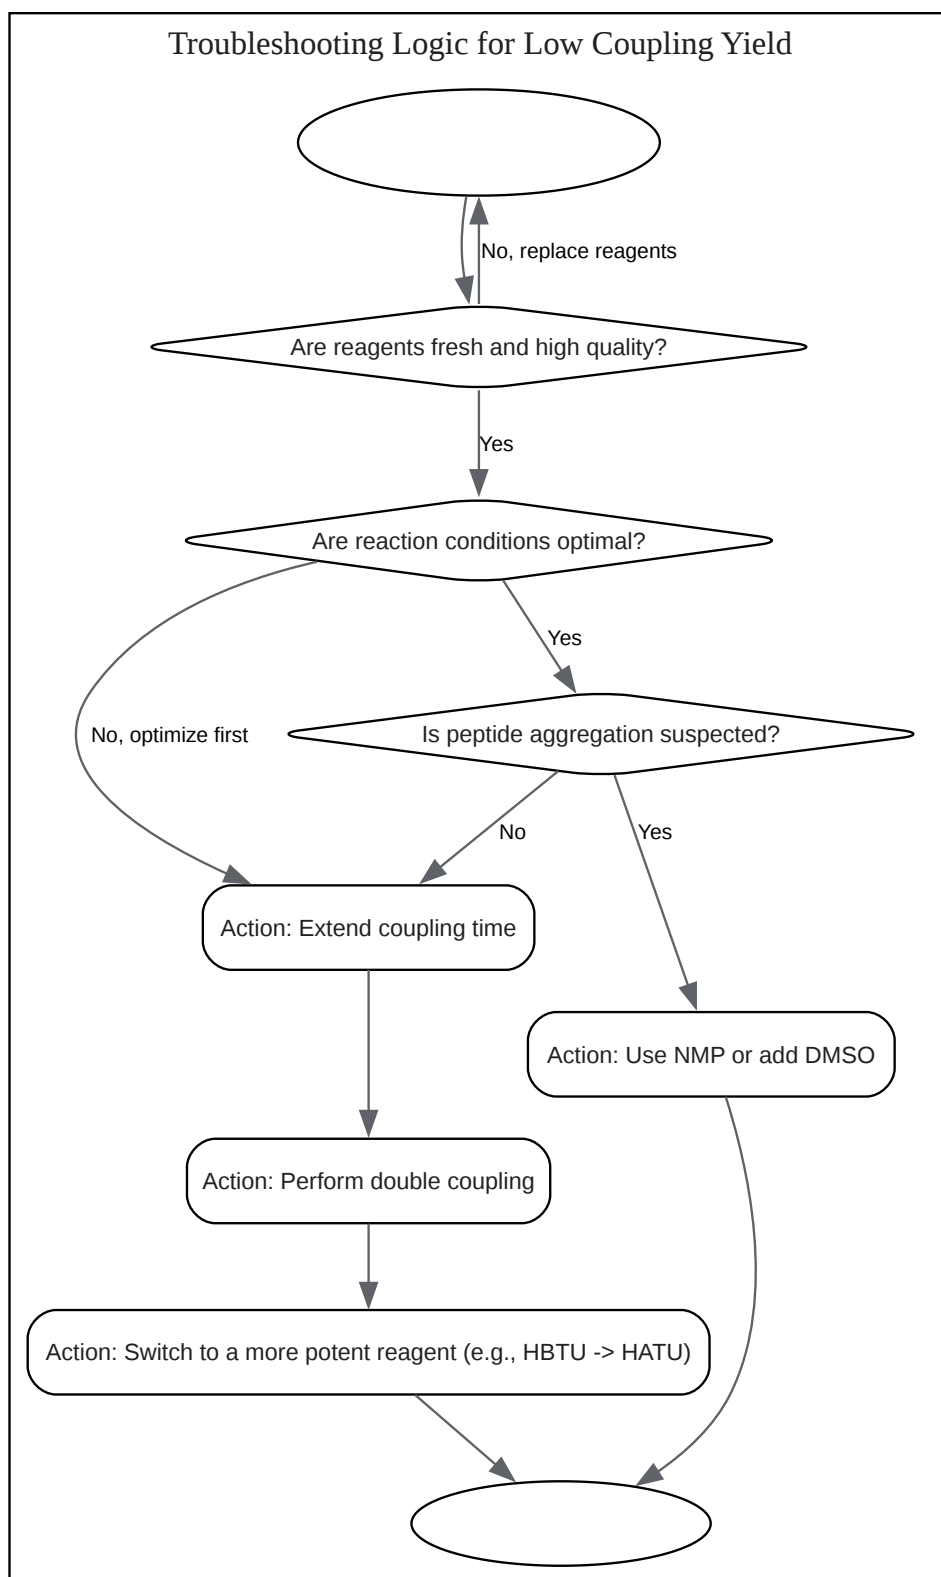 Troubleshooting Logic for Low Coupling Yield
No, replace reagents
Are reagents fresh and high quality?
Yes
Are reaction conditions optimal?
Yes
No, optimize first
Is peptide aggregation suspected?
No
Yes
Action: Extend coupling time
Action: Use NMP or add DMSO
Action: Perform double coupling
Action: Switch to a more potent reagent (e.g., HBTU -> HATU)